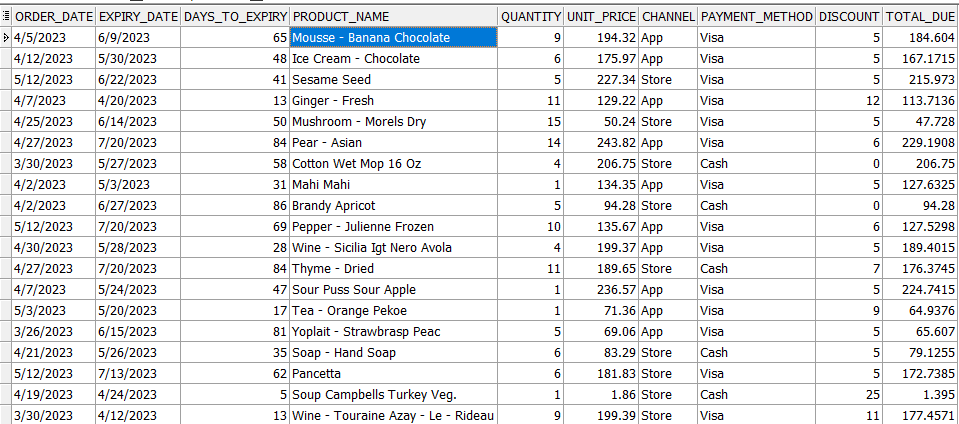 ORDER_DATE EXPIRY_DATE DAYS_TO_EXPIRY PRODUCT_NAME QUANTITY UNIT_PRICE CHANNEL PAYMENT_METHOD DISCOUNT TOTAL_DUE
4/5/2023 6/9/2023 65 Mousse - Banana Chocolate 9 194.32 App Visa 5 184.604
4/12/2023 5/30/2023 48 Ice Cream - Chocolate 6 175.97 App Visa 5 167.1715
5/12/2023 6/22/2023 41 Sesame Seed 5 227.34 Store Visa 5 215.973
4/7/2023 4/20/2023 13 Ginger - Fresh 11 129.22 App Visa 12 113.7136
4/25/2023 6/14/2023 50 Mushroom - Morels Dry 15 50.24 Store Visa 5 47.728
4/27/2023 7/20/2023 84 Pear - Asian 14 243.82 App Visa 6 229.1908
3/30/2023 5/27/2023 58 Cotton Wet Mop 16 Oz 4 206.75 Store Cash 0 206.75
4/2/2023 5/3/2023 31 Mahi Mahi 1 134.35 App Visa 5 127.6325
4/2/2023 6/27/2023 86 Brandy Apricot 5 94.28 Store Cash 0 94.28
5/12/2023 7/20/2023 69 Pepper - Julienne Frozen 10 135.67 App Visa 6 127.5298
4/30/2023 5/28/2023 28 Wine - Sicilia Igt Nero Avola 4 199.37 App Visa 5 189.4015
4/27/2023 7/20/2023 84 Thyme - Dried 11 189.65 Store Cash 7 176.3745
4/7/2023 5/24/2023 47 Sour Puss Sour Apple 1 236.57 App Visa 5 224.7415
5/3/2023 5/20/2023 17 Tea - Orange Pekoe 1 71.36 App Visa 9 64.9376
3/26/2023 6/15/2023 81 Yoplait - Strawbrasp Peac 5 69.06 App Visa 5 65.607
4/21/2023 5/26/2023 35 Soap - Hand Soap 6 83.29 Store Cash 5 79.1255
5/12/2023 7/13/2023 62 Pancetta 6 181.83 Store Visa 5 172.7385
4/19/2023 4/24/2023 5 Soup Campbells Turkey Veg. 1 1.86 Store Cash 25 1.395
3/30/2023 4/12/2023 13 Wine - Touraine Azay - Le - Rideau 9 199.39 Store Visa 11 177.4571